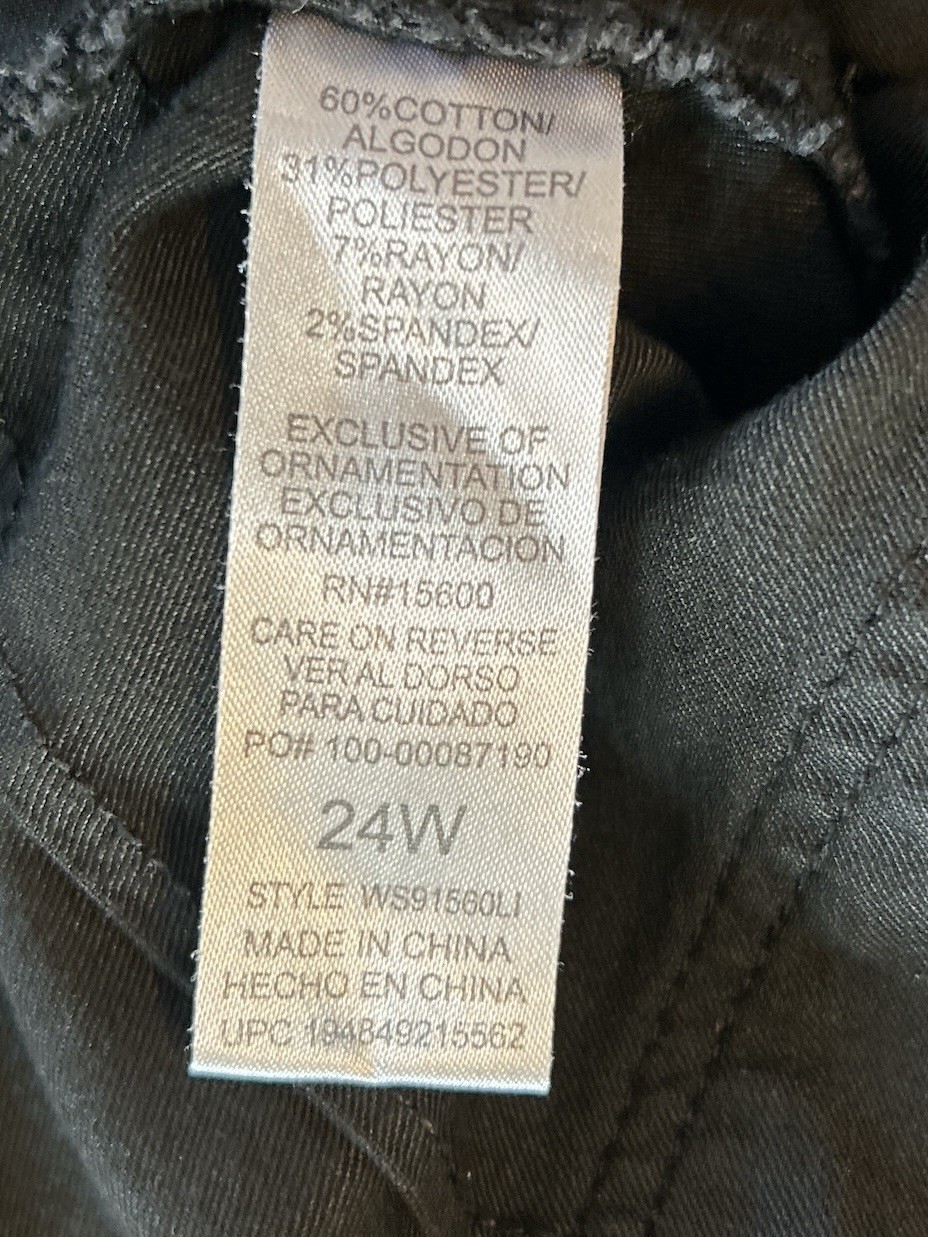 60%COTTON/
ALGODON
31%POLYESTER/
POLIESTER
7%RAYON/
RAYON
2%SPANDEX/
SPANDEX
EXCLUSIVE OF
ORNAMENTATION
EXCLUSIVO DE
ORNAMENTACION
RN#15600
CARE ON REVERSE
VER AL DORSO
PARA CUIDADO
PO# 100-00087190
24W
STYLE WS91560LI
MADE IN CHINA
HECHO EN CHINA
UPC 194849215562